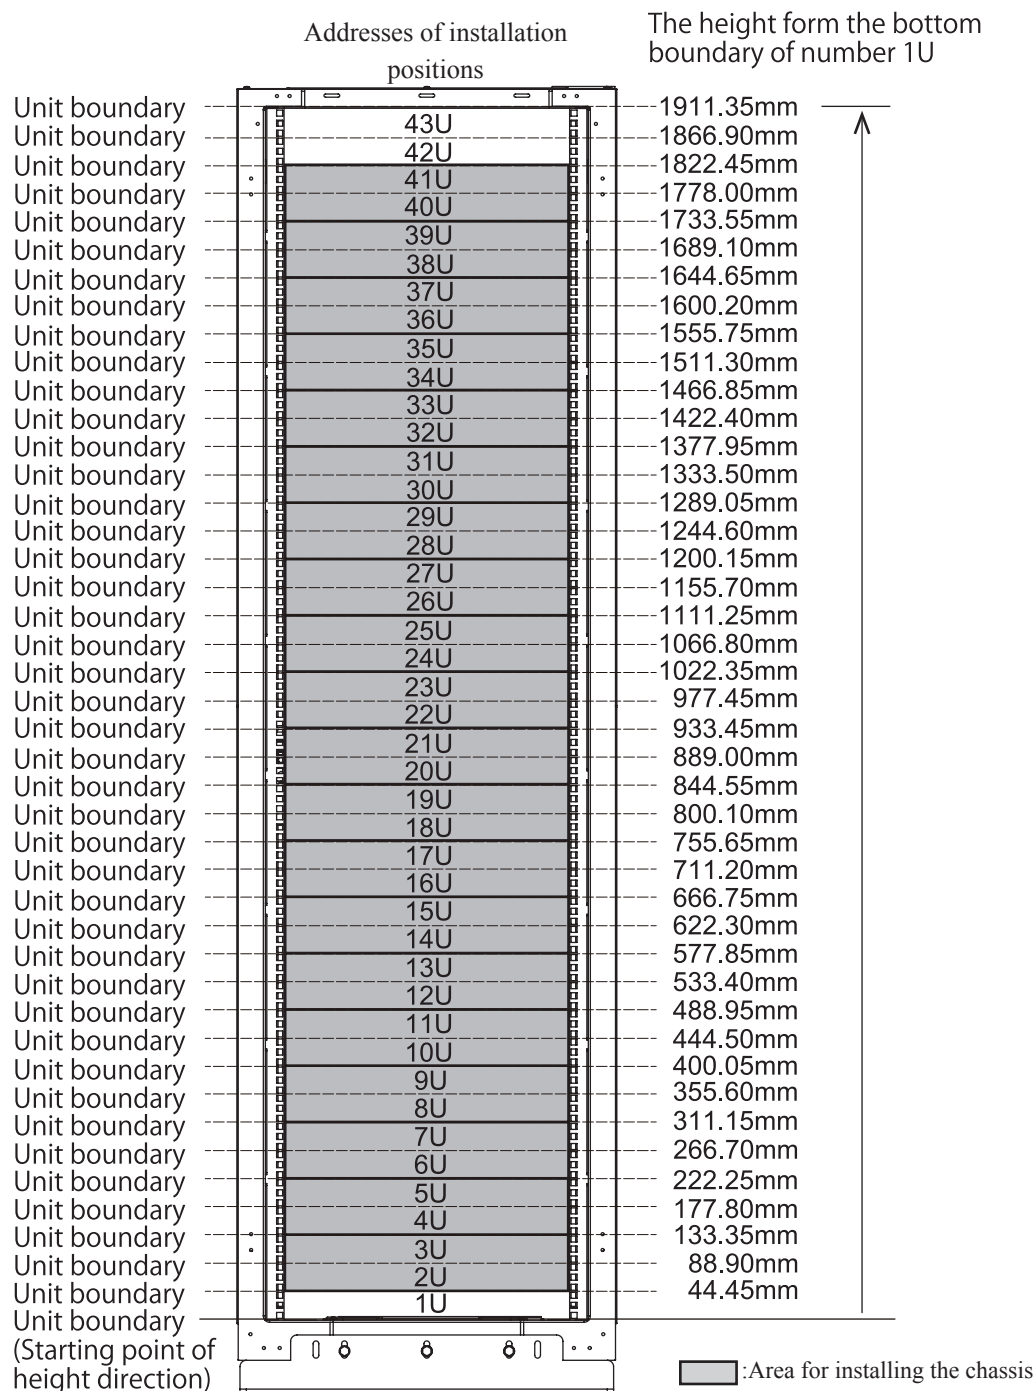 Addresses of installation
positions
The height form the bottom
boundary of number 1U
Unit boundary 1911.35mm
43U
Unit boundary 1866.90mm
42U
Unit boundary 1822.45mm
41U
Unit boundary 1778.00mm
40U
Unit boundary 1733.55mm
39U
Unit boundary 1689.10mm
38U
Unit boundary 1644.65mm
37U
Unit boundary 1600.20mm
36U
Unit boundary 1555.75mm
35U
Unit boundary 1511.30mm
34U
Unit boundary 1466.85mm
33U
Unit boundary 1422.40mm
32U
Unit boundary 1377.95mm
31U
Unit boundary 1333.50mm
30U
Unit boundary 1289.05mm
29U
Unit boundary 1244.60mm
28U
Unit boundary 1200.15mm
27U
Unit boundary 1155.70mm
26U
Unit boundary 1111.25mm
25U
Unit boundary 1066.80mm
24U
Unit boundary 1022.35mm
23U
Unit boundary 977.45mm
22U
Unit boundary 933.45mm
21U
Unit boundary 889.00mm
20U
Unit boundary 844.55mm
19U
Unit boundary 800.10mm
18U
Unit boundary 755.65mm
17U
Unit boundary 711.20mm
16U
Unit boundary 666.75mm
15U
Unit boundary 622.30mm
14U
Unit boundary 577.85mm
13U
Unit boundary 533.40mm
12U
Unit boundary 488.95mm
11U
Unit boundary 444.50mm
10U
Unit boundary 400.05mm
9U
Unit boundary 355.60mm
8U
Unit boundary 311.15mm
7U
Unit boundary 266.70mm
6U
Unit boundary 222.25mm
5U
Unit boundary 177.80mm
4U
Unit boundary 133.35mm
3U
Unit boundary 88.90mm
2U
Unit boundary 44.45mm
1U
Unit boundary
(Starting point of
height direction)
:Area for installing the chassis